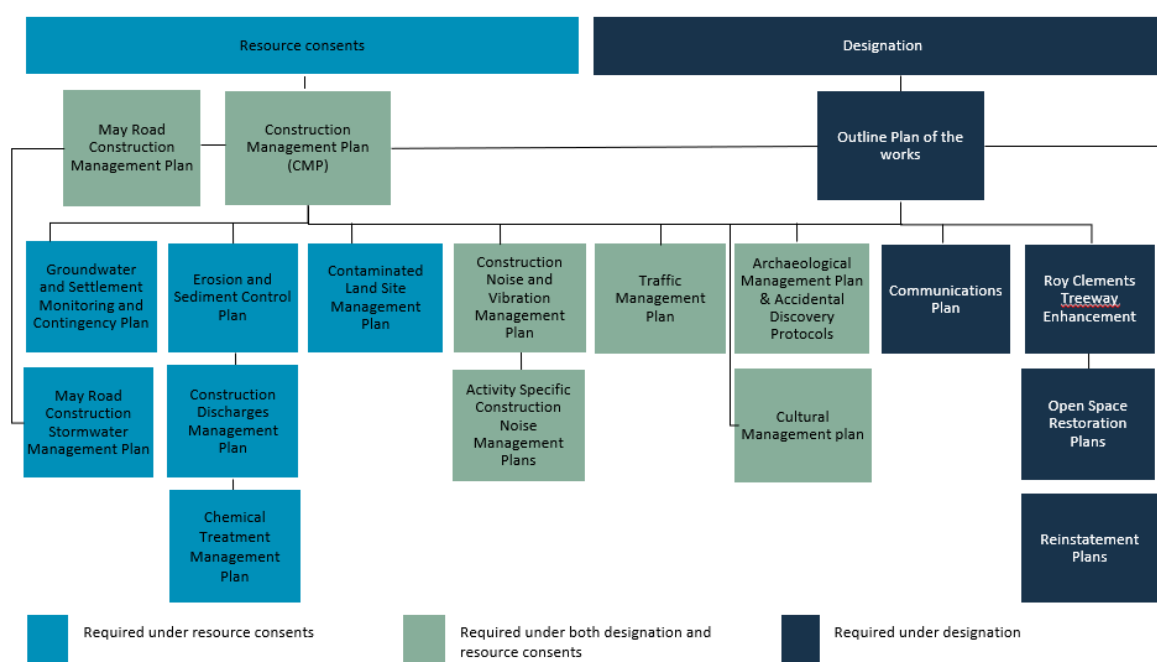 Resource consents
Designation
May Road
Construction
Management Plan
Construction
Management Plan
(CMP)
Outline Plan of the
works
Groundwater
and Settlement
Monitoring and
Contingency Plan
Erosion and
Sediment Control
Plan
Contaminated
Land Site
Management
Plan
Construction
Noise and
Vibration
Management
Plan
Traffic
Management
Plan
Archaeological
Management Plan
& Accidental
Discovery
Protocols
Communications
Plan
Roy Clements
Treeway
Enhancement
May Road
Construction
Stormwater
Management Plan
Construction
Discharges
Management
Plan
Activity Specific
Construction
Noise
Management
Plans
Cultural
Management plan
Open Space
Restoration
Plans
Chemical
Treatment
Management
Plan
Reinstatement
Plans
Required under resource consents
Required under both designation and
resource consents
Required under designation